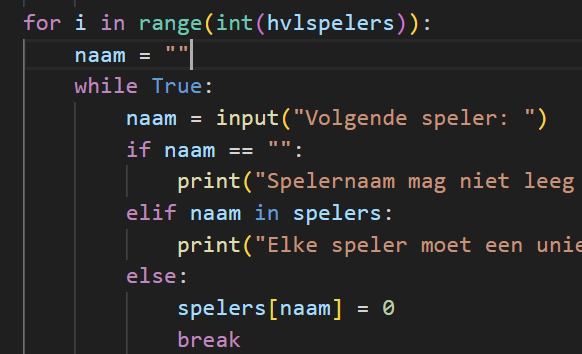 for i in range(int(hvlspelers)):
naam = ""
while True:
naam = input("Volgende speler: ")
if naam == "":
print("Spelernaam mag niet leeg
elif naam in spelers:
print("Elke speler moet een
else:
spelers[naam] = 0
break